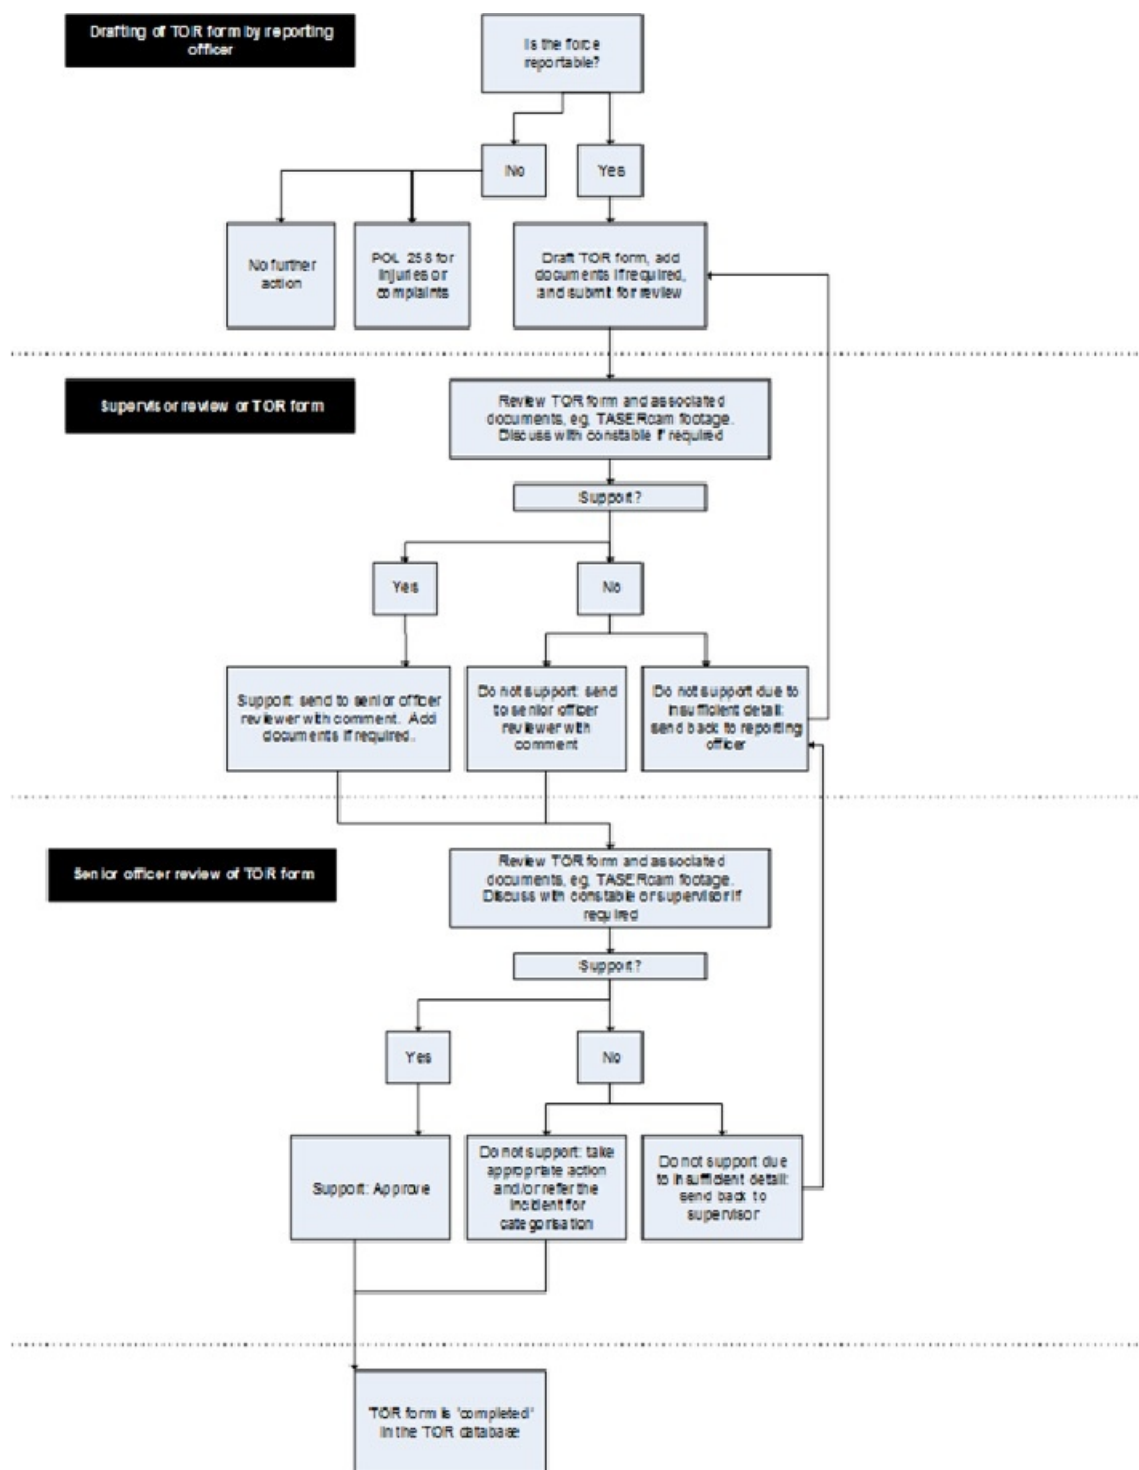 Drafting of TOR form by reporting
officer
Is the force
reportable?
No
Yes
No further
action
POL 258 for
injuries or
complaints
Draft TOR form, add
documents if required,
and submit for review
Supervisor review of TOR form
Review TOR form and associated
documents, eg. TASERcam footage.
Discuss with constable if required
Support?
Yes
No
Support: send to senior officer
reviewer with comment. Add
documents if required.
Do not support: send
to senior officer
reviewer with
comment
Do not support due to
insufficient detail:
send back to reporting
officer
Senior officer review of TOR form
Review TOR form and associated
documents, eg. TASERcam footage.
Discuss with constable or supervisor if
required
Support?
Yes
No
Support: Approve
Do not support: take
appropriate action
and/or refer the
incident for
categorisation
Do not support due
to insufficient detail:
send back to
supervisor
TOR form is 'completed'
in the TOR database